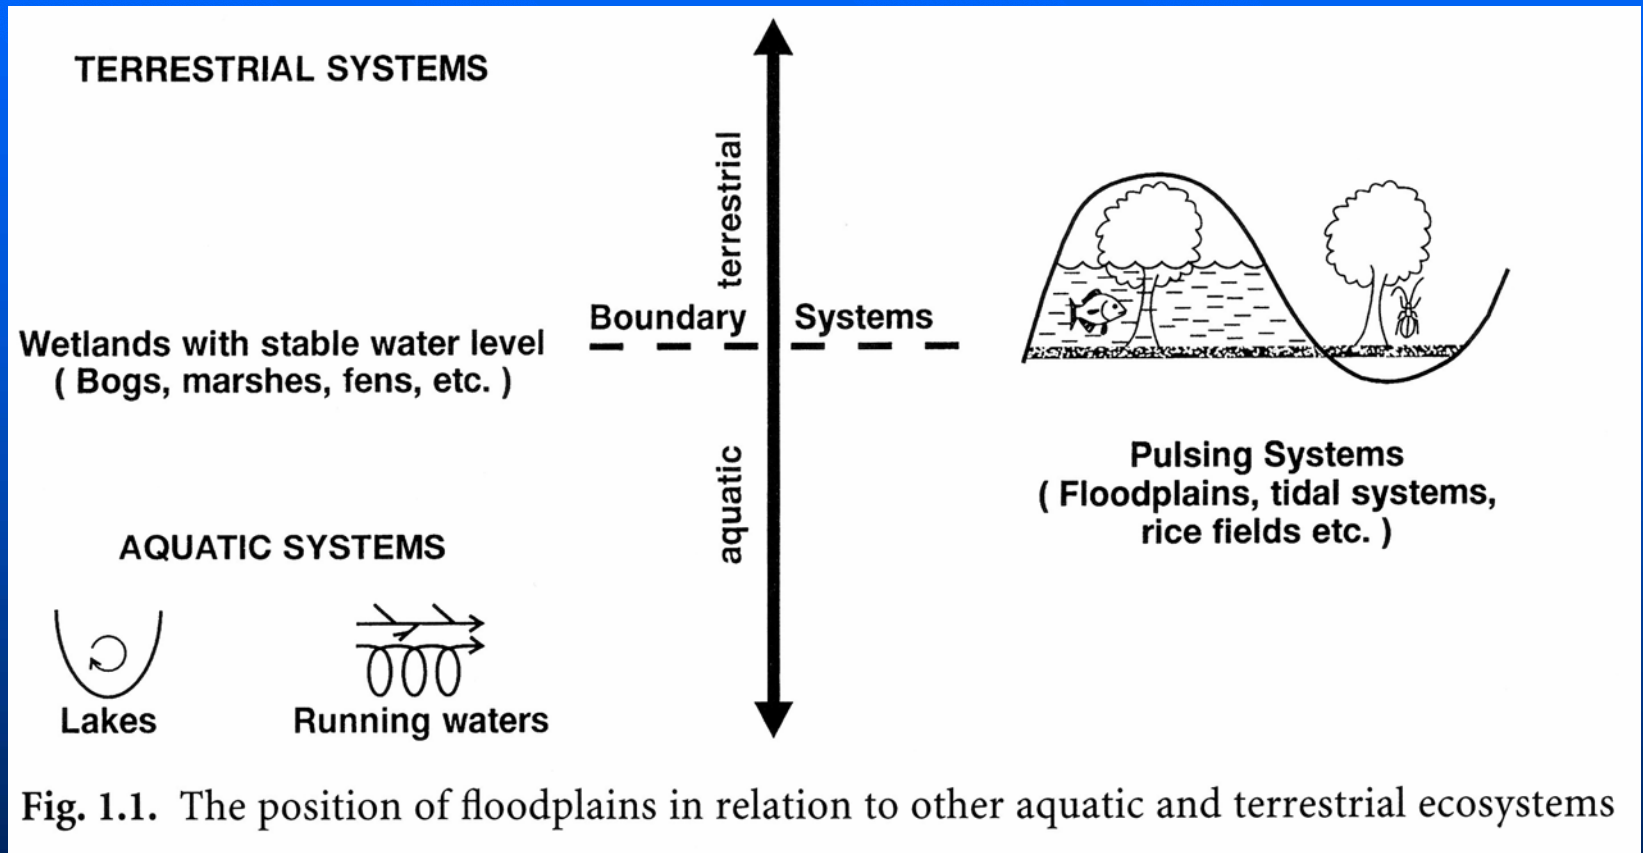 TERRESTRIAL SYSTEMS
terrestrial
Boundary Systems
Wetlands with stable water level
( Bogs, marshes, fens, etc. )
aquatic
Pulsing Systems
( Floodplains, tidal systems,
rice fields etc. )
AQUATIC SYSTEMS
Lakes
Running waters
Fig. 1.1. The position of floodplains in relation to other aquatic and terrestrial ecosystems